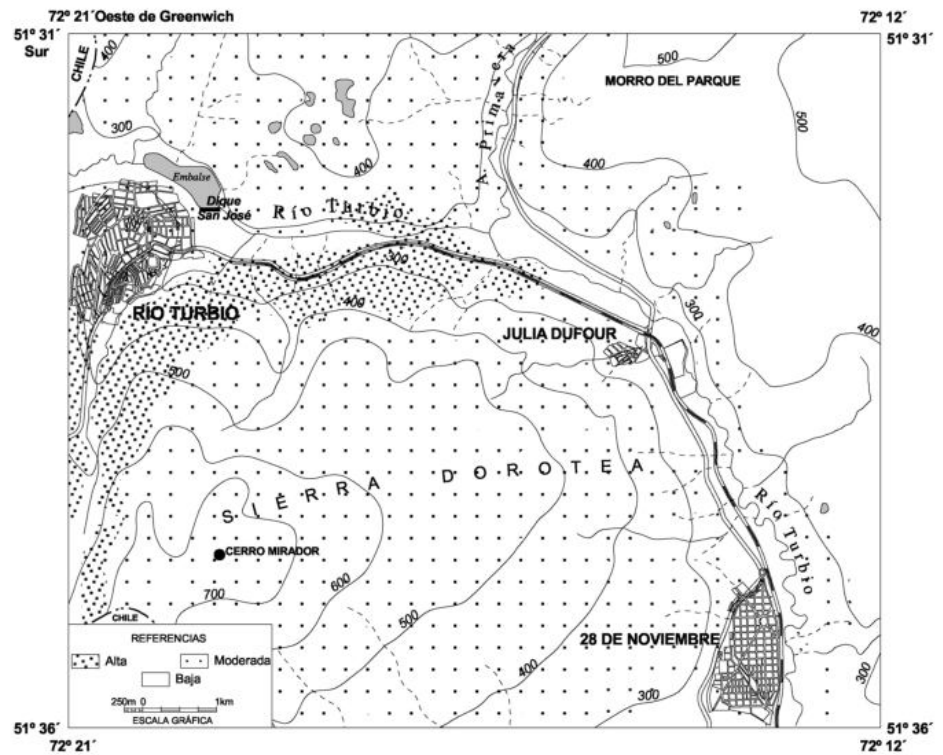 72º 21´ Oeste de Greenwich
72º 12´
51º 31´
Sur
51º 31´
CHILE
400
500
MORRO DEL PARQUE
500
A. Primavera
300
400
400
Embalse
Dique
San José
Río Turbio
300
RIO TURBIO
400
300
JULIA DUFOUR
400
500
SIERRA DOROTEA
Río Turbio
CERRO MIRADOR
700
600
500
400
300
300
CHILE
28 DE NOVIEMBRE
REFERENCIAS
Alta
Moderada
Baja
250m 0 1km
ESCALA GRÁFICA
51º 36´
51º 36´
72º 21´
72º 12´